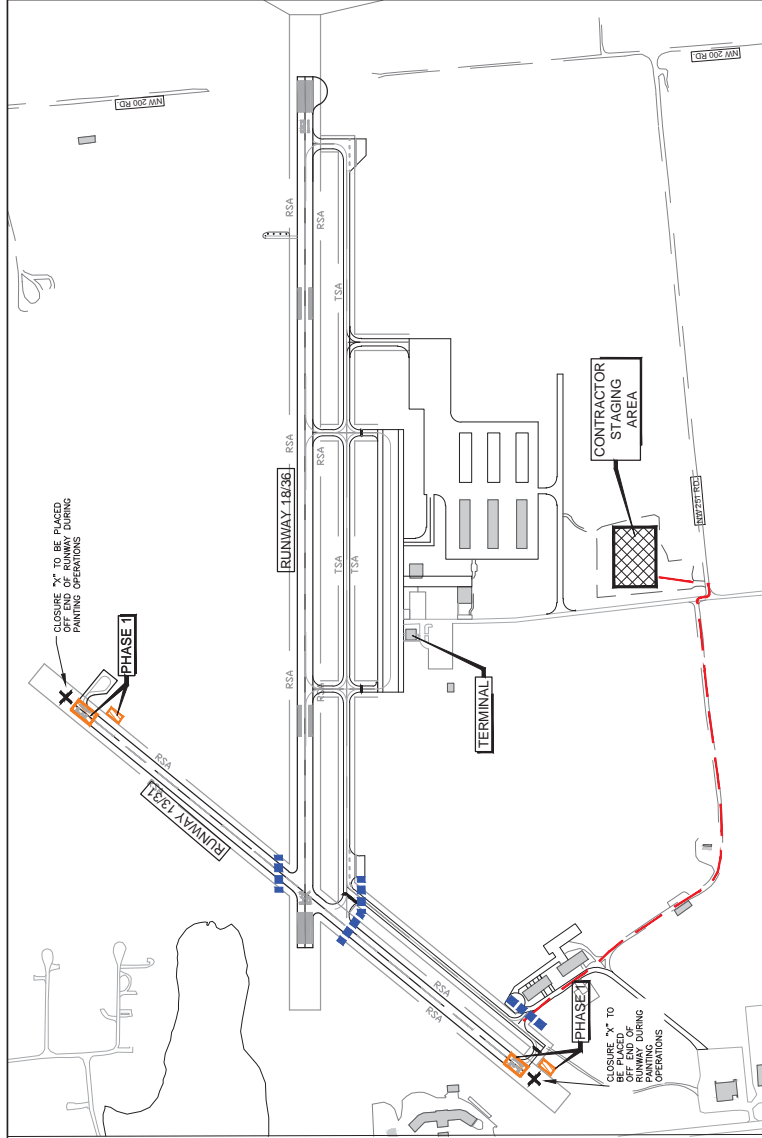 NW 200 RD.
NW 200 RD.
RSA
RSA
TSA
RSA
RSA
RUNWAY 18/36
TSA
TSA
RSA
RSA
CLOSURE "X" TO BE PLACED
OFF END OF RUNWAY DURING
PAINTING OPERATIONS
PHASE 1
RSA
RUNWAY 13/31
CONTRACTOR
STAGING
AREA
NW 251 RD.
TERMINAL
RSA
RSA
PHASE 1
CLOSURE "X" TO
BE PLACED
OFF END OF
RUNWAY DURING
PAINTING
OPERATIONS